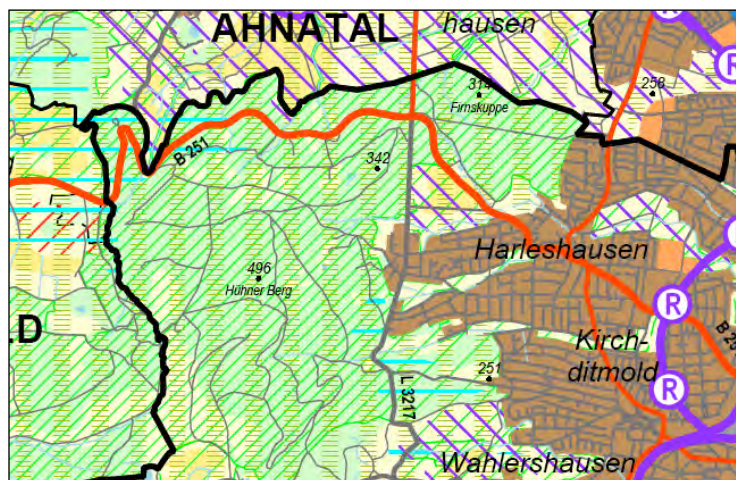 AHNATAL
hausen
R
R
314
Firnskuppe
258
B 251
342
Harleshausen
R
496
Hühner Berg
R
Kirch-
ditmold
B 25
.D
251
R
L 3217
Wahlershausen